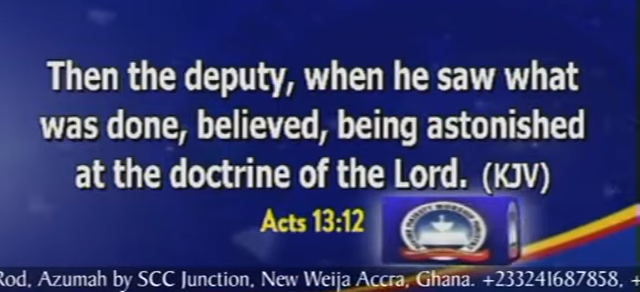 Then the deputy, when he saw what
was done, believed, being astonished
at the doctrine of the Lord. (KJV)
Acts 13:12
Rod, Azumah by SCC Junction, New Weija Accra, Ghana. +233241687858, +